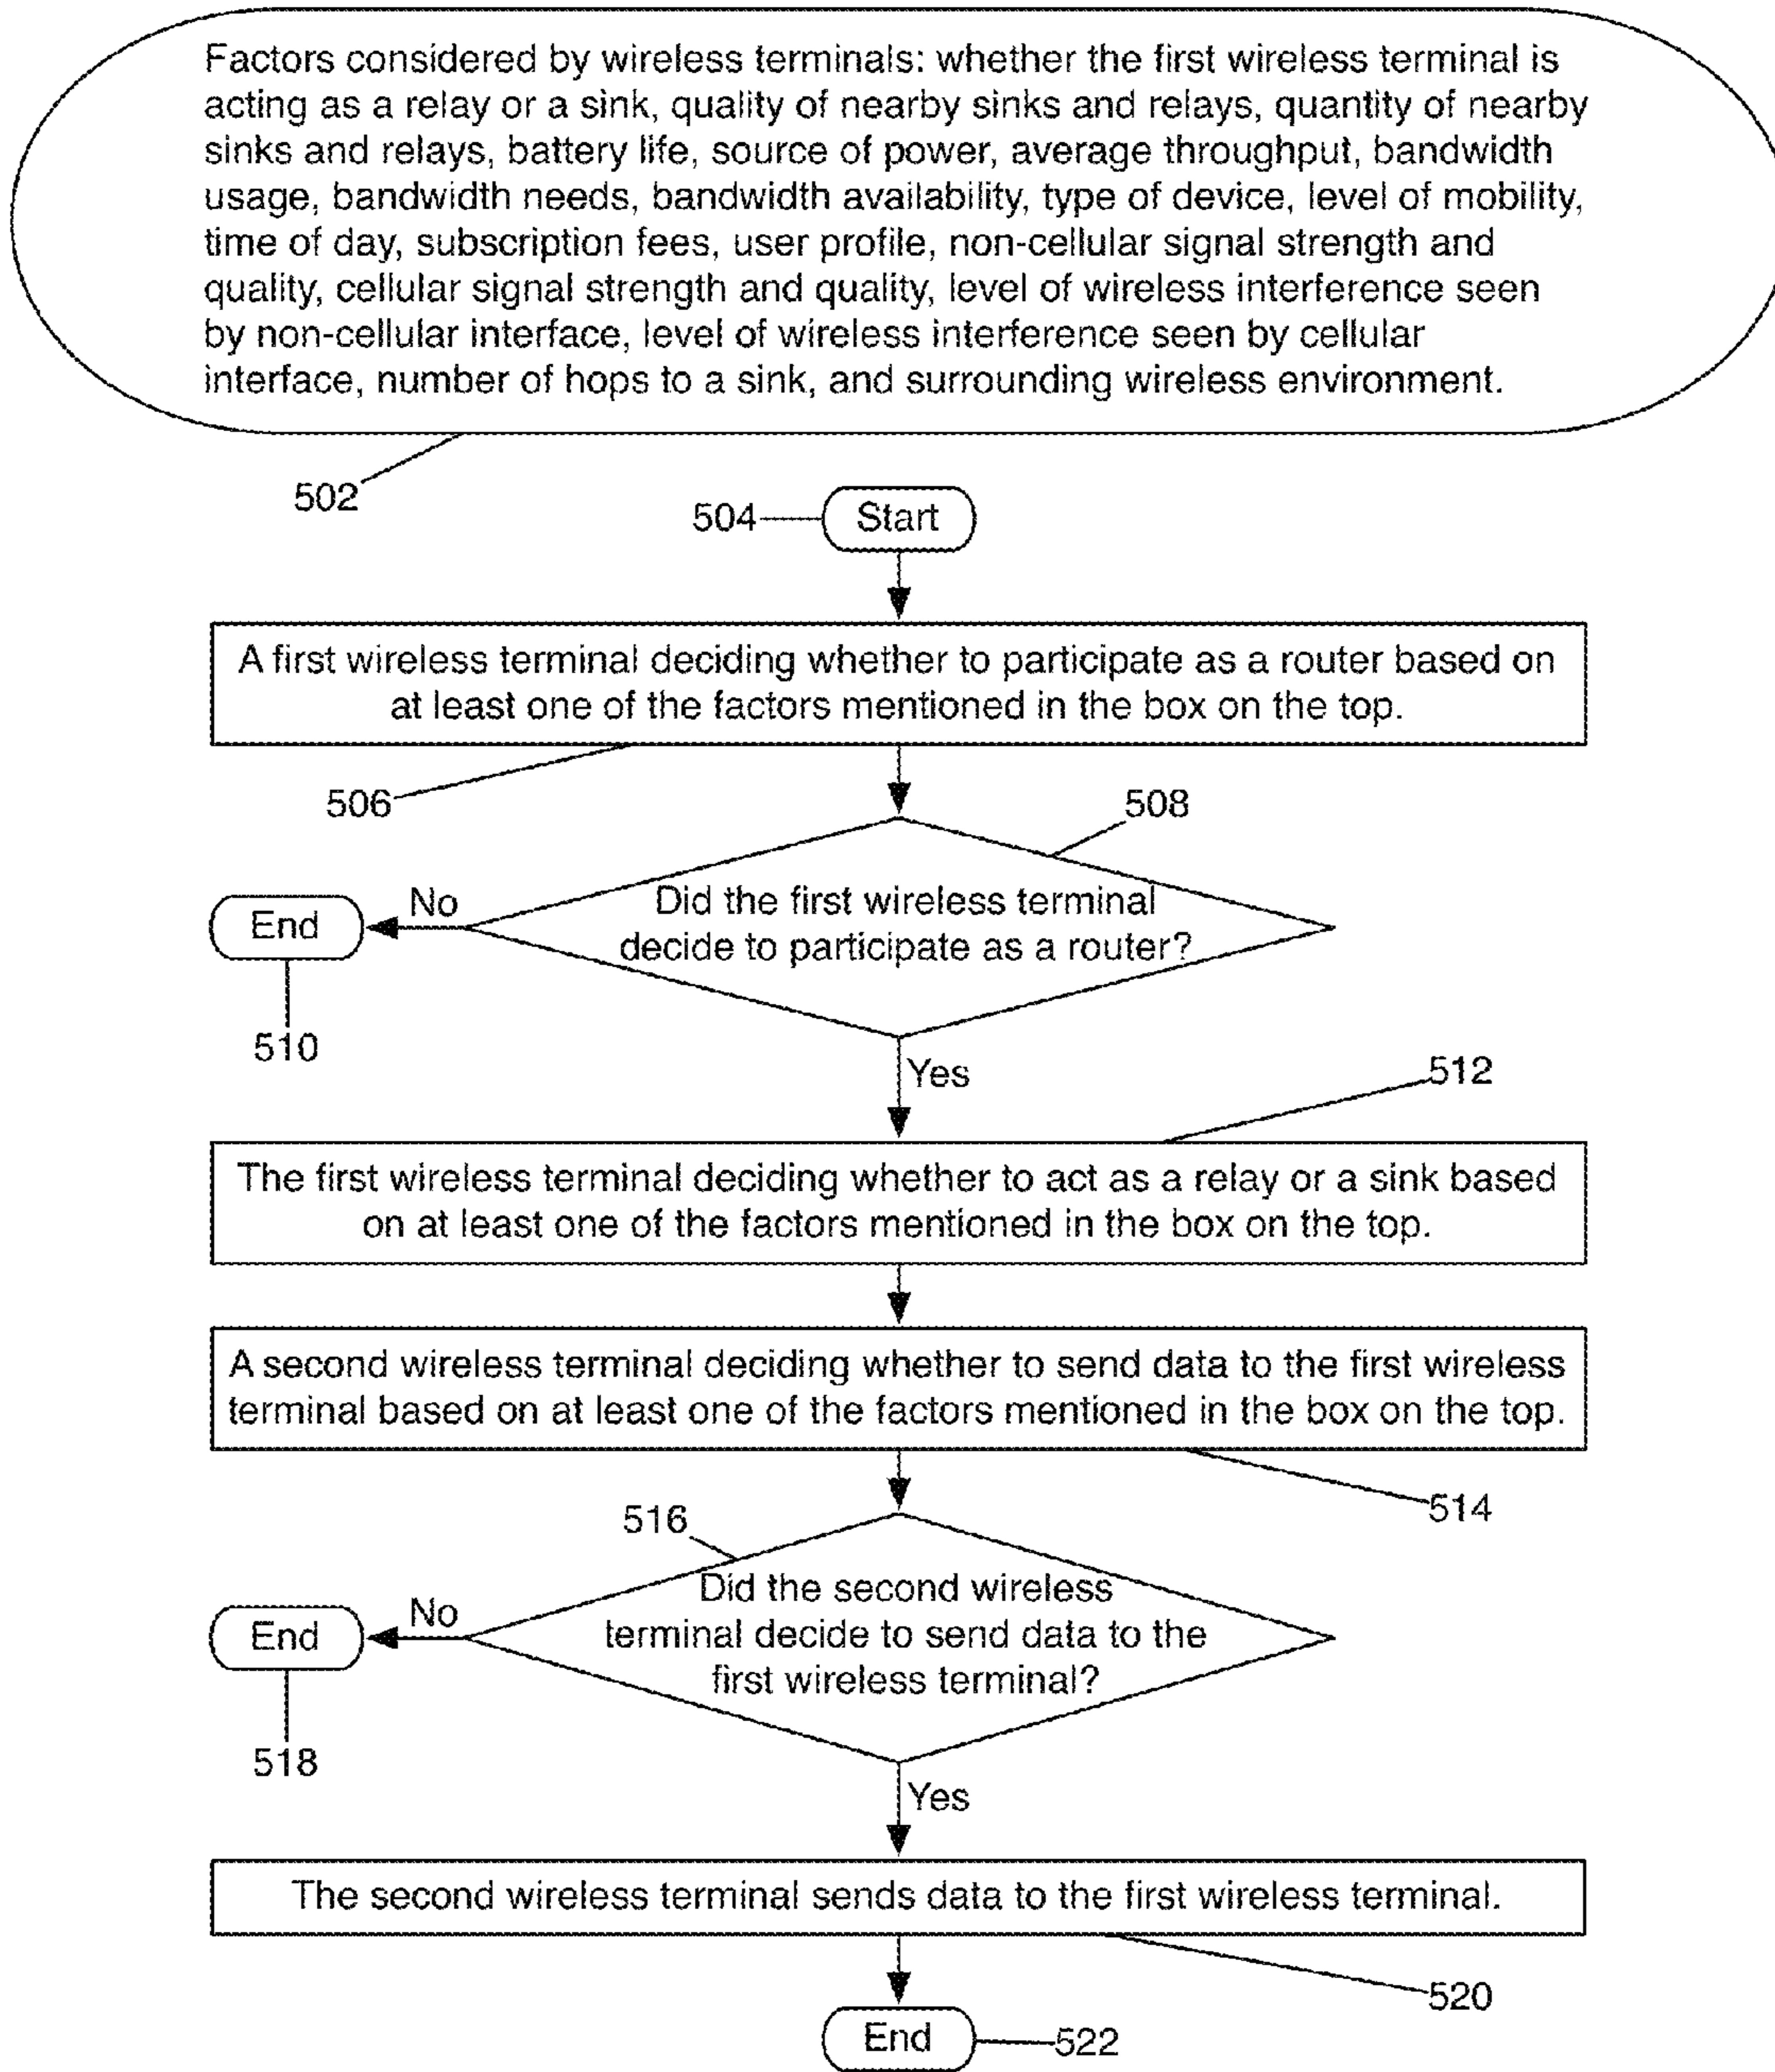 Factors considered by wireless terminals: whether the first wireless terminal is
acting as a relay or a sink, quality of nearby sinks and relays, quantity of nearby
sinks and relays, battery life, source of power, average throughput, bandwidth
usage, bandwidth needs, bandwidth availability, type of device, level of mobility,
time of day, subscription fees, user profile, non-cellular signal strength and
quality, cellular signal strength and quality, level of wireless interference seen
by non-cellular interface, level of wireless interference seen by cellular
interface, number of hops to a sink, and surrounding wireless environment.
502
504
Start
A first wireless terminal deciding whether to participate as a router based on
at least one of the factors mentioned in the box on the top.
506
508
Did the first wireless terminal
decide to participate as a router?
No
End
510
Yes
512
The first wireless terminal deciding whether to act as a relay or a sink based
on at least one of the factors mentioned in the box on the top.
A second wireless terminal deciding whether to send data to the first wireless
terminal based on at least one of the factors mentioned in the box on the top.
514
516
Did the second wireless
terminal decide to send data to the
first wireless terminal?
No
End
518
Yes
The second wireless terminal sends data to the first wireless terminal.
520
End
522